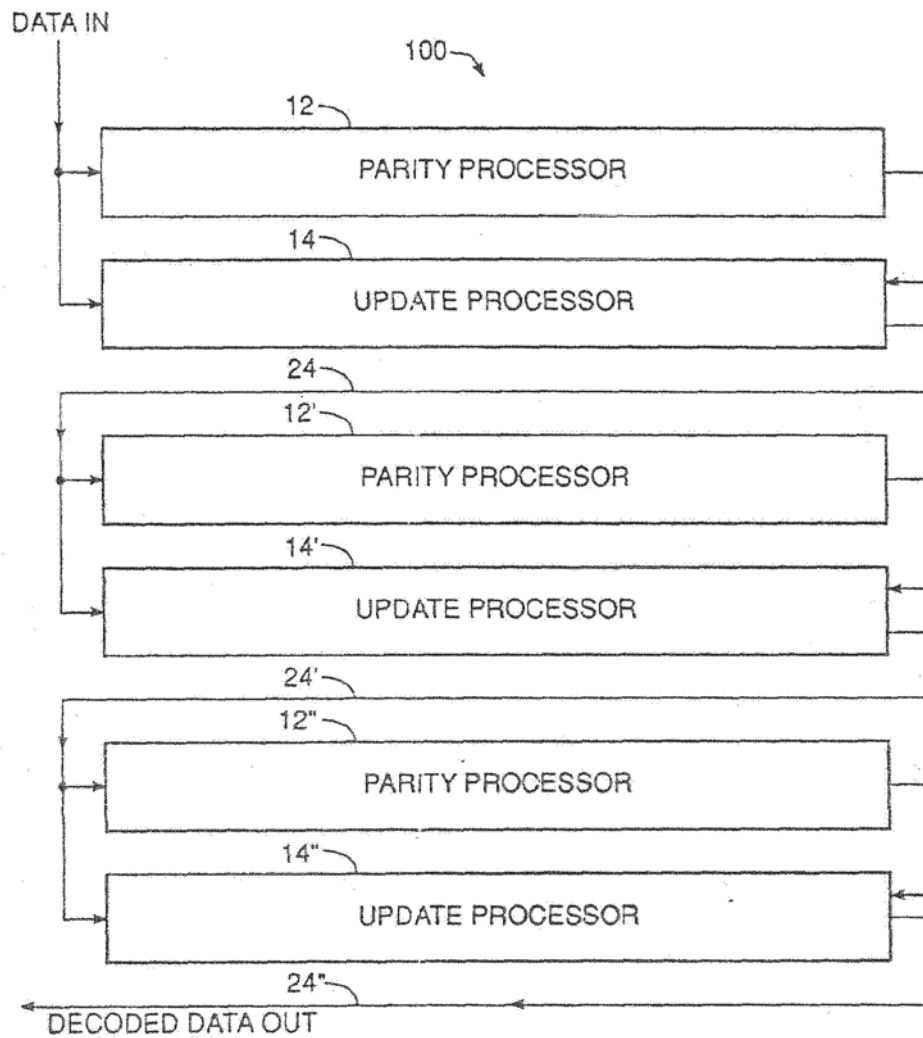 DATA IN
100
12
PARITY PROCESSOR
14
UPDATE PROCESSOR
24
12'
PARITY PROCESSOR
14'
UPDATE PROCESSOR
24'
12"
PARITY PROCESSOR
14"
UPDATE PROCESSOR
24"
DECODED DATA OUT